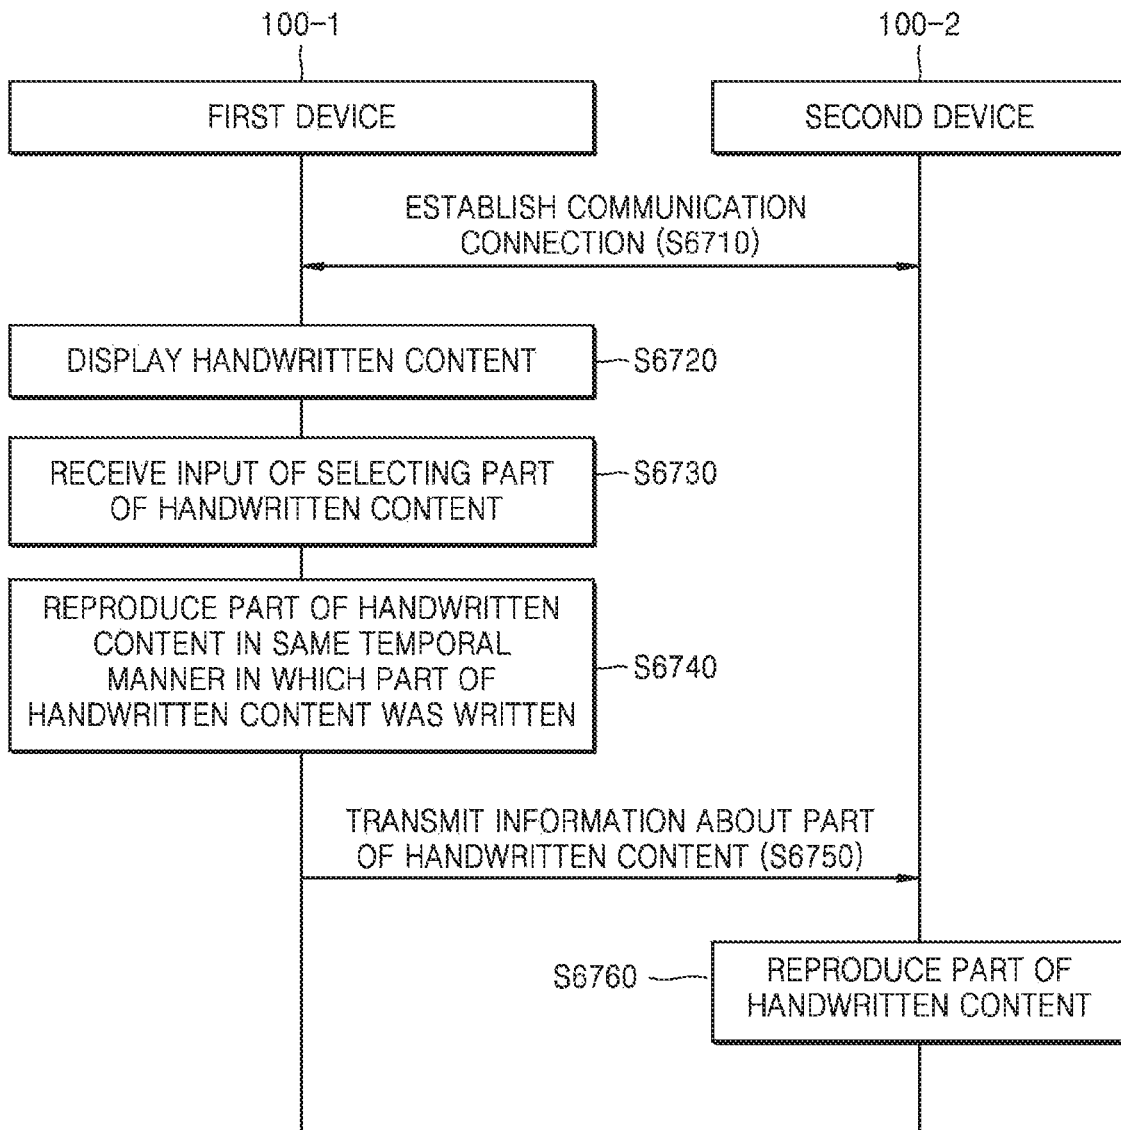 100-1
100-2
FIRST DEVICE
SECOND DEVICE
ESTABLISH COMMUNICATION
CONNECTION (S6710)
DISPLAY HANDWRITTEN CONTENT
S6720
RECEIVE INPUT OF SELECTING PART
OF HANDWRITTEN CONTENT
S6730
REPRODUCE PART OF HANDWRITTEN
CONTENT IN SAME TEMPORAL
MANNER IN WHICH PART OF
HANDWRITTEN CONTENT WAS WRITTEN
S6740
TRANSMIT INFORMATION ABOUT PART
OF HANDWRITTEN CONTENT (S6750)
S6760
REPRODUCE PART OF
HANDWRITTEN CONTENT